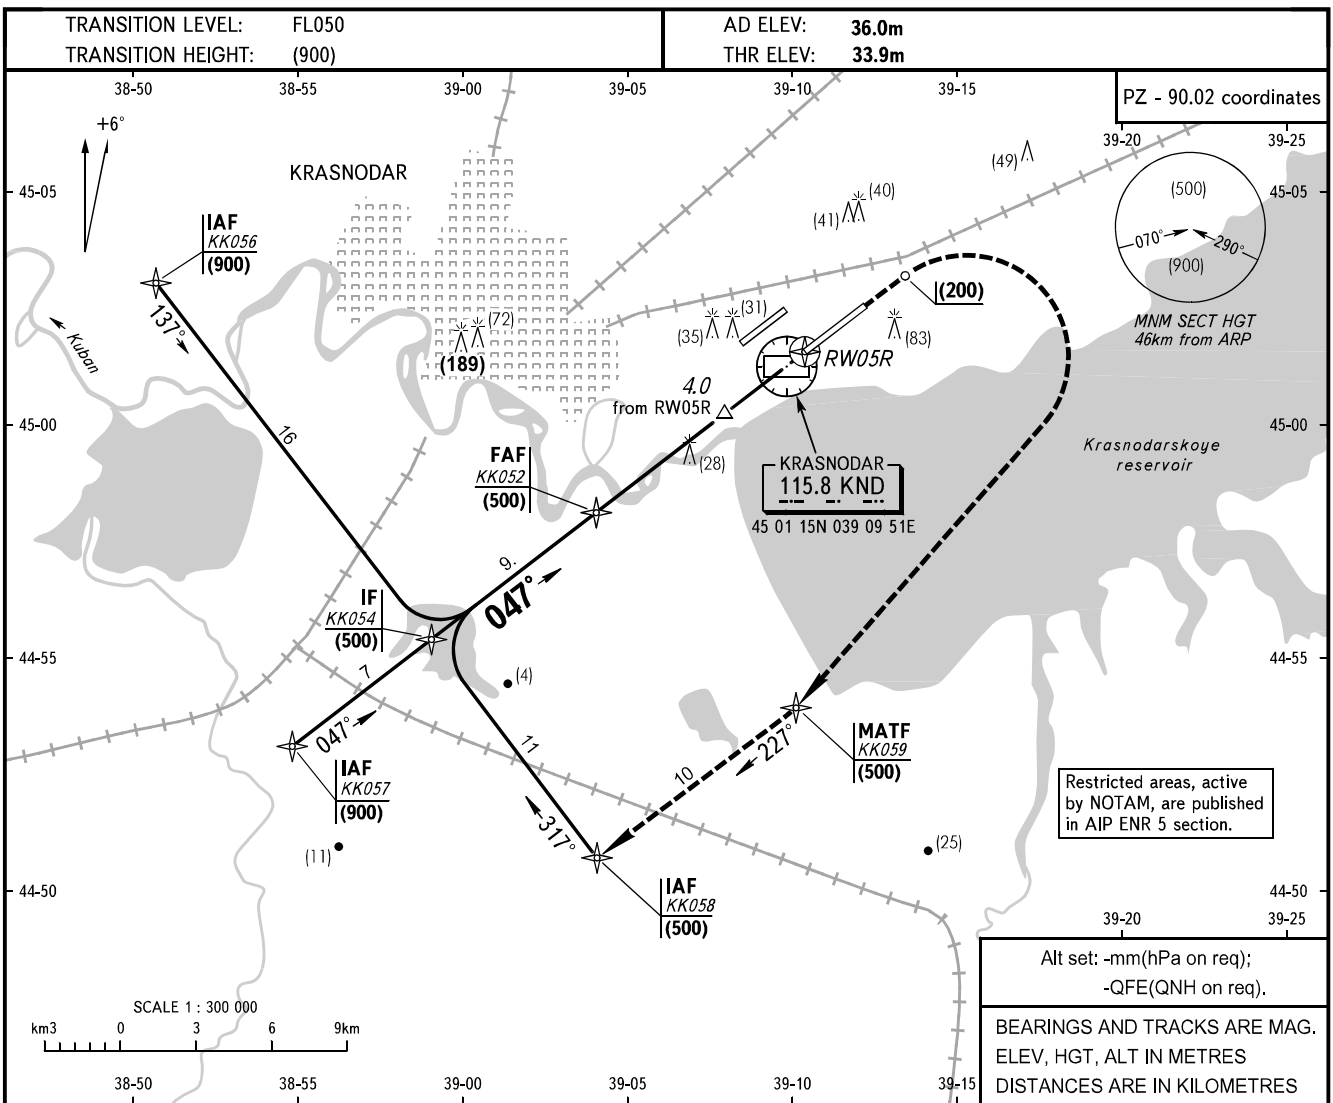 TRANSITION LEVEL: FL050
TRANSITION HEIGHT: (900)
AD ELEV: 36.0m
THR ELEV: 33.9m
38-50 38-55 39-00 39-05 39-10 39-15
PZ - 90.02 coordinates
39-20 39-25
+6°
KRASNODAR
45-05
45-05
(49)
(40)
(41)
(500)
070°
290°
(900)
MNM SECT HGT
46km from ARP
IAF
KK056
(900)
137°
Kuban
(72)
(189)
(35)
(31)
(200)
(83)
RW05R
4.0
from RW05R
45-00
45-00
16
(28)
FAF
KK052
(500)
KRASNODAR
115.8 KND
45 01 15N 039 09 51E
Krasnodarskoye
reservoir
9.
047°
IF
KK054
(500)
44-55
44-55
7
(4)
047°
IAF
KK057
(900)
11
317°
10
227°
MATF
KK059
(500)
Restricted areas, active
by NOTAM, are published
in AIP ENR 5 section.
(11)
(25)
44-50
44-50
IAF
KK058
(500)
39-20 39-25
Alt set: -mm(hPa on req);
-QFE(QNH on req).
SCALE 1 : 300 000
km3 0 3 6 9km
BEARINGS AND TRACKS ARE MAG.
ELEV, HGT, ALT IN METRES
DISTANCES ARE IN KILOMETRES
38-50 38-55 39-00 39-05 39-10 39-15